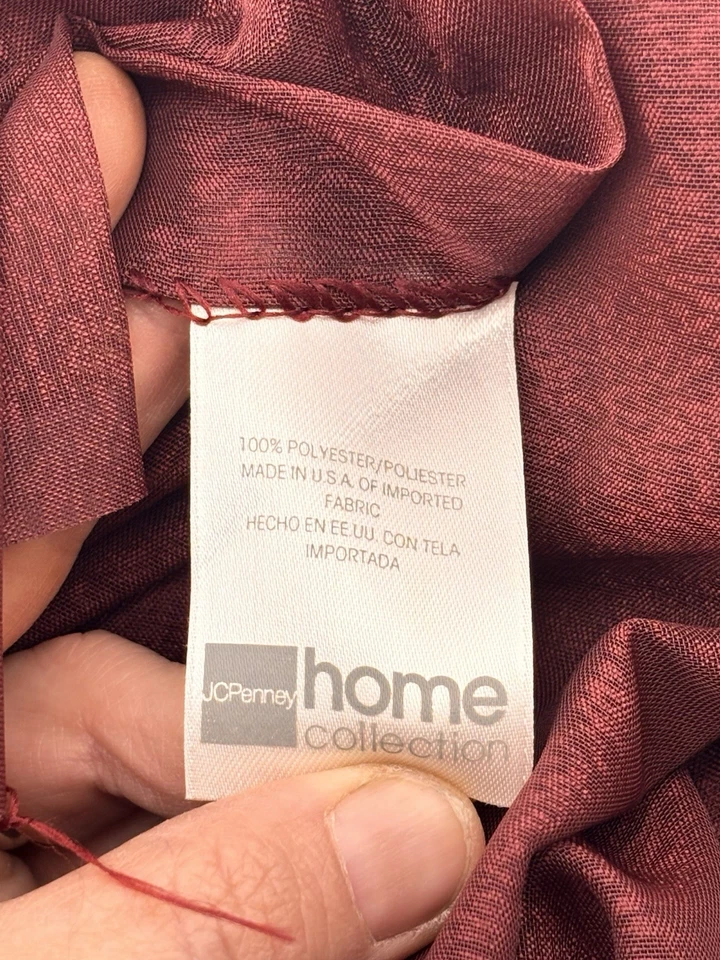 100% POLYESTER/POLIESTER
MADE IN U.S.A. OF IMPORTED
FABRIC
HECHO EN EE.UU. CON TELA
IMPORTADA
JCPenney home
collection